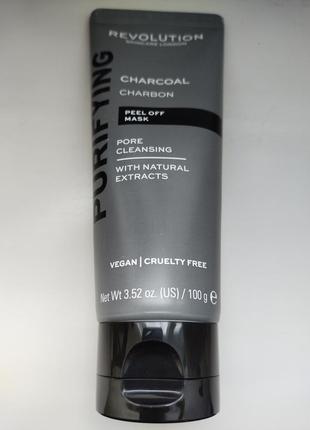 REVOLUTION
SKINCARE LONDON
PURIFYING
CHARCOAL
CHARBON
PEEL OFF
MASK
PORE
CLEANSING
WITH NATURAL
EXTRACTS
VEGAN | CRUELTY FREE
Net Wt 3.52 oz. (US) / 100 g ℮